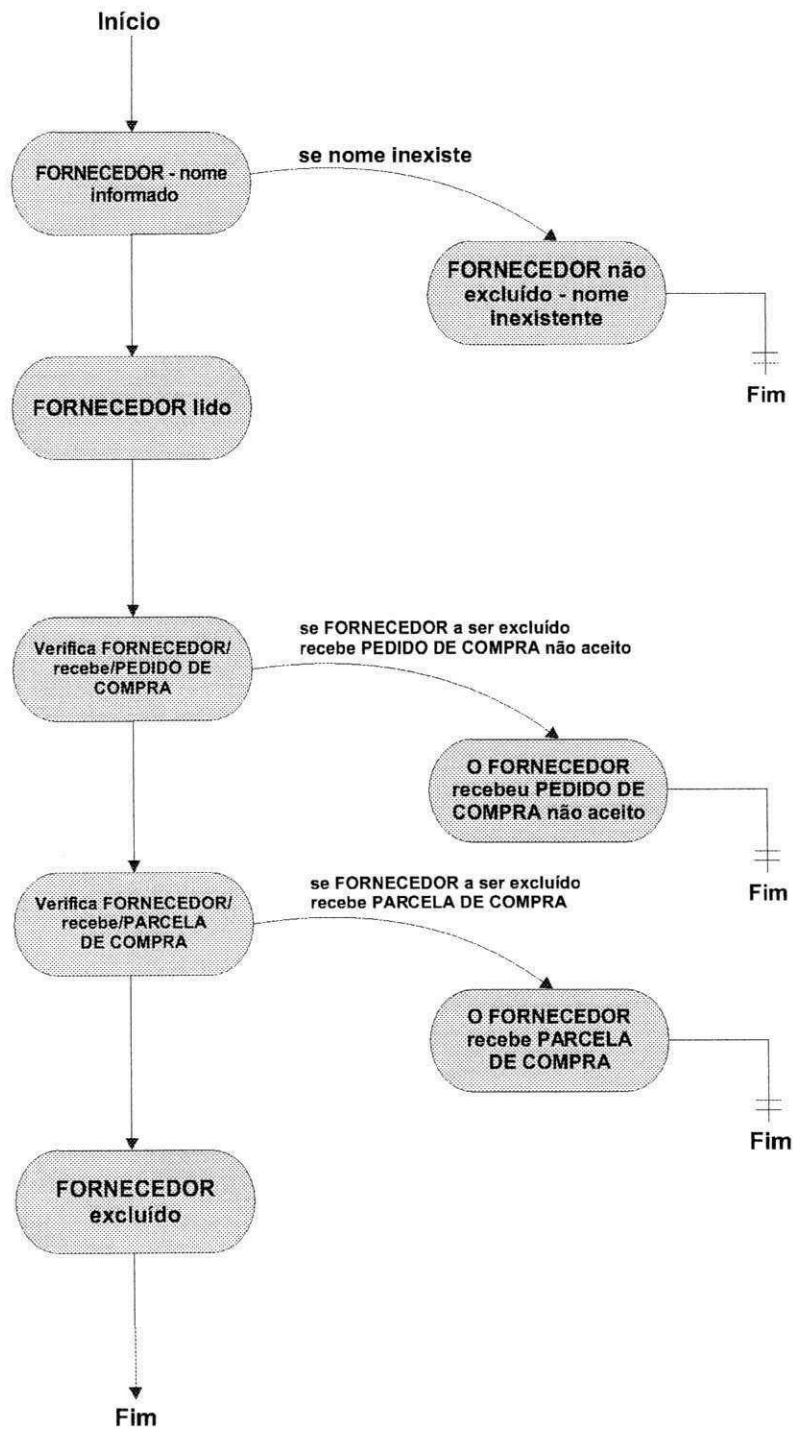 Início
FORNECEDOR - nome
informado
se nome inexiste
FORNECEDOR não
excluído - nome
inexistente
Fim
FORNECEDOR lido
Verifica FORNECEDOR/
recebe/PEDIDO DE
COMPRA
se FORNECEDOR a ser excluído
recebe PEDIDO DE COMPRA não aceito
O FORNECEDOR
recebeu PEDIDO DE
COMPRA não aceito
Fim
Verifica FORNECEDOR/
recebe/PARCELA
DE COMPRA
se FORNECEDOR a ser excluído
recebe PARCELA DE COMPRA
O FORNECEDOR
recebe PARCELA
DE COMPRA
Fim
FORNECEDOR
excluído
Fim